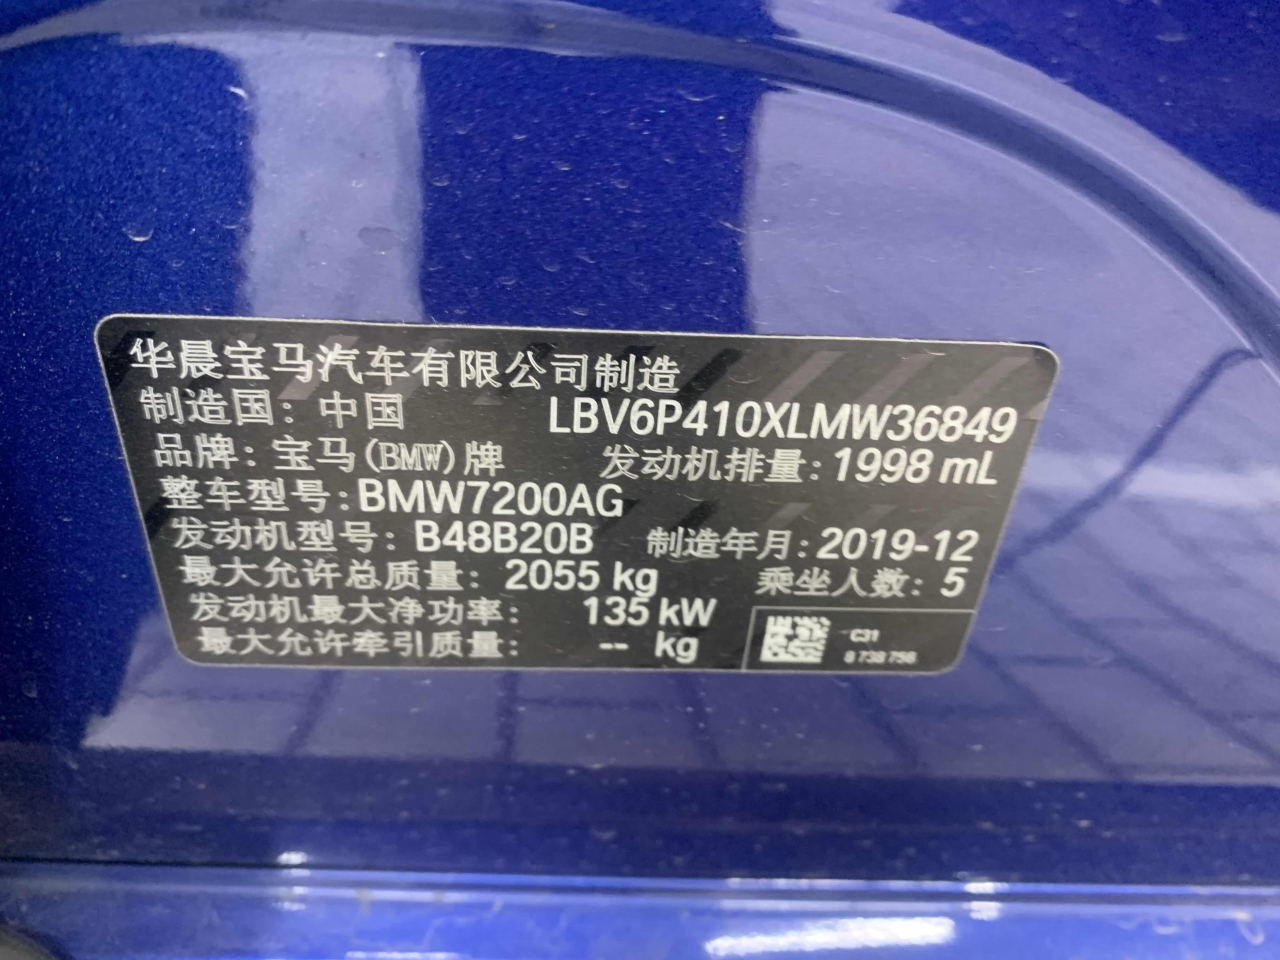 华晨宝马汽车有限公司制造
制造国：中国 LBV6P410XLMW36849
品牌：宝马(BMW)牌 发动机排量：1998 mL
整车型号：BMW7200AG
发动机型号：B48B20B 制造年月：2019-12
最大允许总质量：2055 kg 乘坐人数：5
发动机最大净功率：135 kW
最大允许牵引质量：-- kg
C31
8 738 756